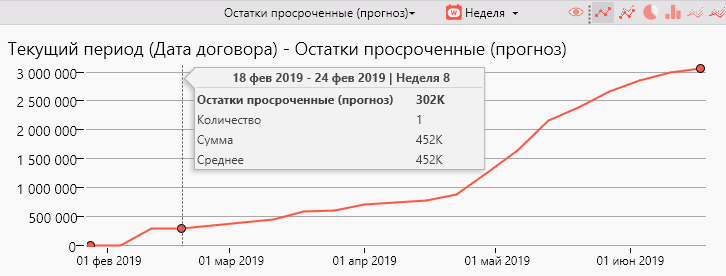 Остатки просроченные (прогноз) Неделя
Текущий период (Дата договора) - Остатки просроченные (прогноз)
3 000 000
2 500 000
2 000 000
1 500 000
1 000 000
500 000
0
18 фев 2019 - 24 фев 2019 | Неделя 8
Остатки просроченные (прогноз) 302K
Количество 1
Сумма 452K
Среднее 452K
01 фев 2019 01 мар 2019 01 апр 2019 01 май 2019 01 июн 2019